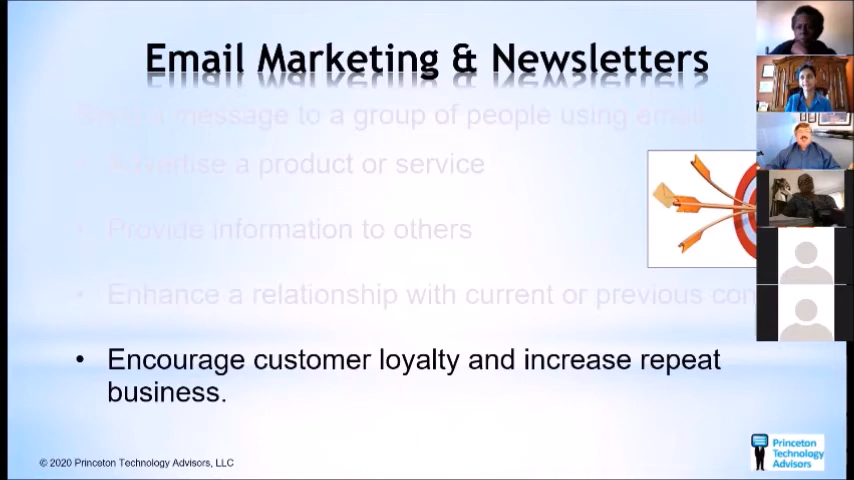 Email Marketing & Newsletters
a message to a group of people using email
Advertise a product or service
• Provide information to others
• Enhance a relationship with current or previous
• Encourage customer loyalty and increase repeat
business.
© 2020 Princeton Technology Advisors, LLC
Princeton
Technology
Advisors